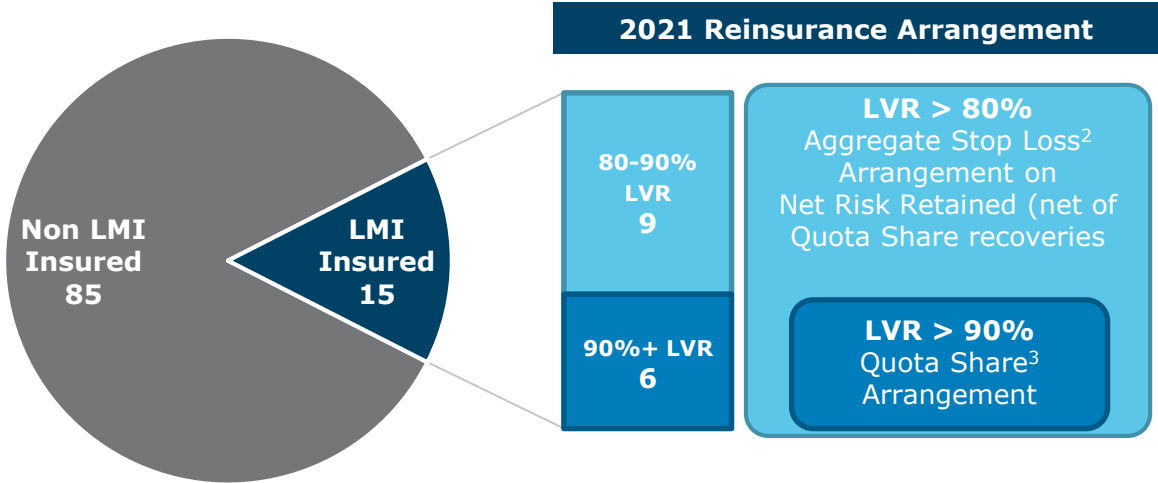 2021 Reinsurance Arrangement
Non LMI
Insured
85
LMI
Insured
15
80-90%
LVR
9
90%+ LVR
6
LVR > 80%
Aggregate Stop Loss²
Arrangement on
Net Risk Retained (net of
Quota Share recoveries
LVR > 90%
Quota Share³
Arrangement